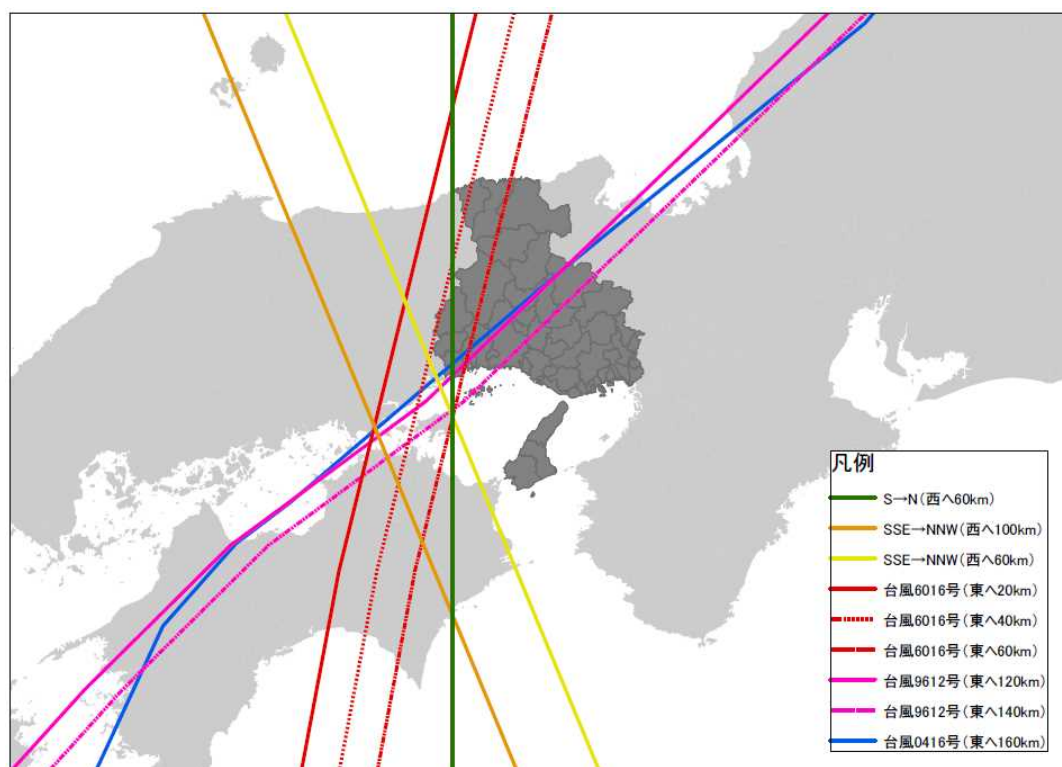 凡例
S→N(西へ60km)
SSE→NNW(西へ100km)
SSE→NNW(西へ60km)
台風6016号(東へ20km)
台風6016号(東へ40km)
台風6016号(東へ60km)
台風9612号(東へ120km)
台風9612号(東へ140km)
台風0416号(東へ160km)